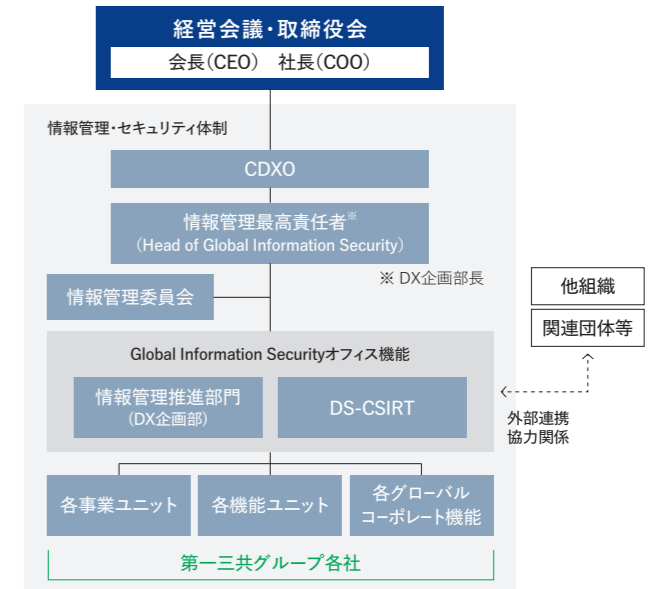 経営会議・取締役会
会長(CEO) 社長(COO)
情報管理・セキュリティ体制
CDXO
情報管理最高責任者※
(Head of Global Information Security)
※ DX企画部長
情報管理委員会
他組織
関連団体等
Global Information Securityオフィス機能
情報管理推進部門
(DX企画部)
DS-CSIRT
外部連携
協力関係
各事業ユニット
各機能ユニット
各グローバル
コーポレート機能
第一三共グループ各社